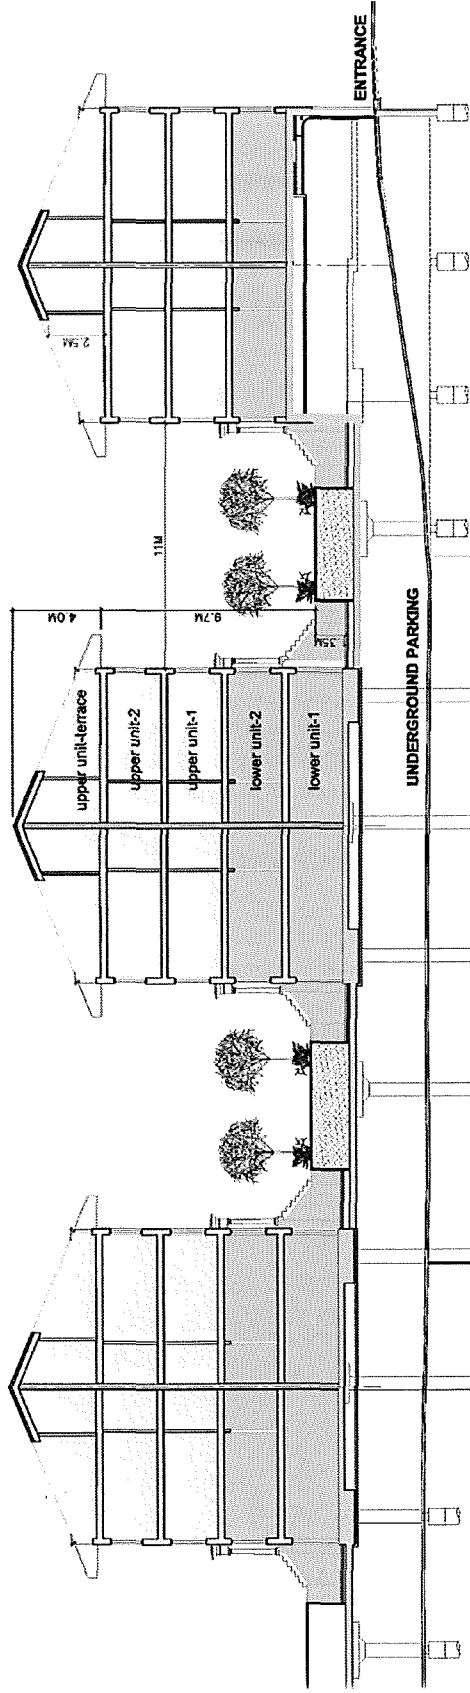 4.0M
2.5M
upper unit-terrace
11M
upper unit-2
9.7M
upper unit-1
lower unit-2
lower unit-1
.35M
ENTRANCE
UNDERGROUND PARKING